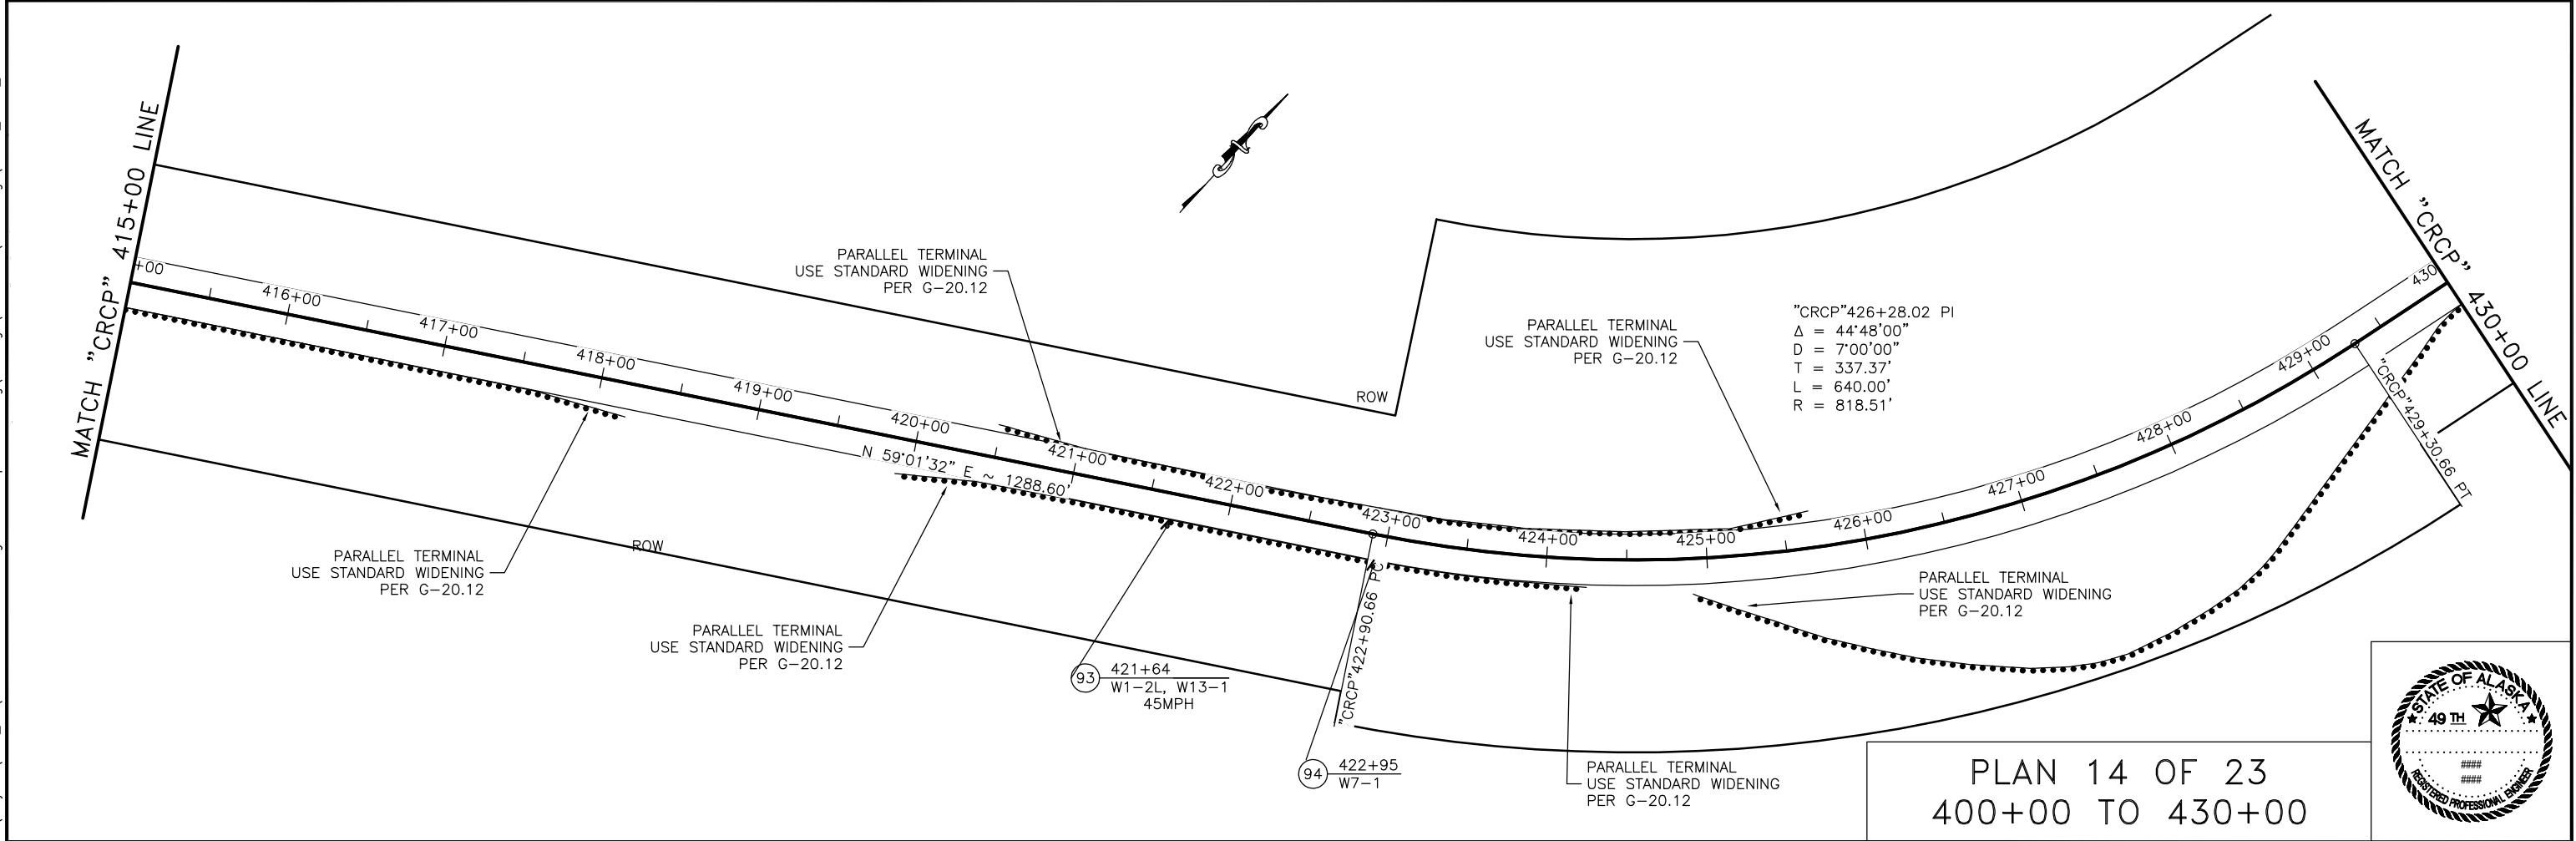 MATCH "CRCP" 415+00 LINE
+00
416+00
417+00
418+00
419+00
420+00
421+00
422+00
423+00
424+00
425+00
426+00
427+00
428+00
429+00
430
N 59°01'32" E ~ 1288.60'
ROW
ROW
PARALLEL TERMINAL
USE STANDARD WIDENING
PER G-20.12
PARALLEL TERMINAL
USE STANDARD WIDENING
PER G-20.12
"CRCP"426+28.02 PI
Δ = 44°48'00"
D = 7°00'00"
T = 337.37'
L = 640.00'
R = 818.51'
MATCH "CRCP" 430+00 LINE
"CRCP"429+30.66 PT
PARALLEL TERMINAL
USE STANDARD WIDENING
PER G-20.12
PARALLEL TERMINAL
USE STANDARD WIDENING
PER G-20.12
93 421+64
W1-2L, W13-1
45MPH
"CRCP"422+90.66 PC
94 422+95
W7-1
PARALLEL TERMINAL
USE STANDARD WIDENING
PER G-20.12
PARALLEL TERMINAL
USE STANDARD WIDENING
PER G-20.12
PLAN 14 OF 23
400+00 TO 430+00
STATE OF ALASKA
49 TH
####
####
REGISTERED PROFESSIONAL ENGINEER